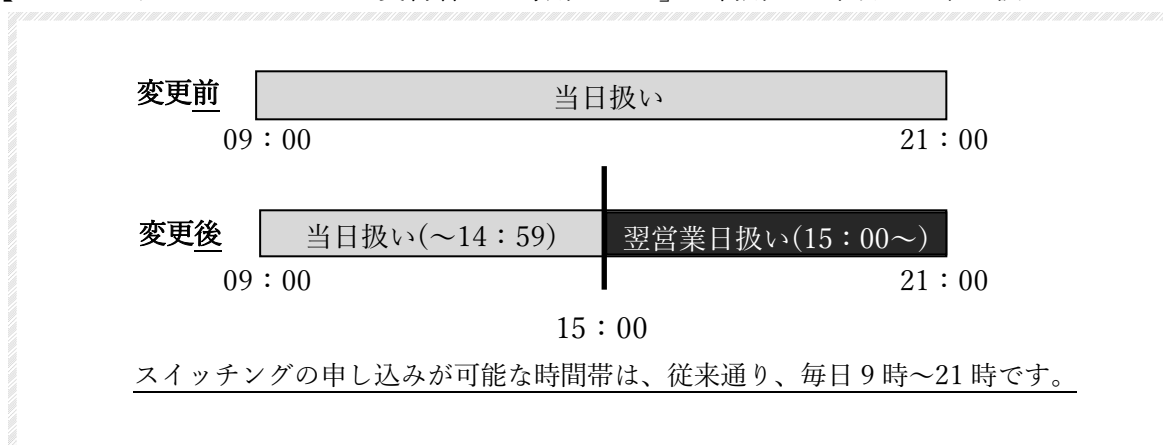 変更前
当日扱い
09：00
21：00
変更後
当日扱い(～14：59)
翌営業日扱い(15：00～)
09：00
21：00
15：00
スイッチングの申し込みが可能な時間帯は、従来通り、毎日9時～21時です。